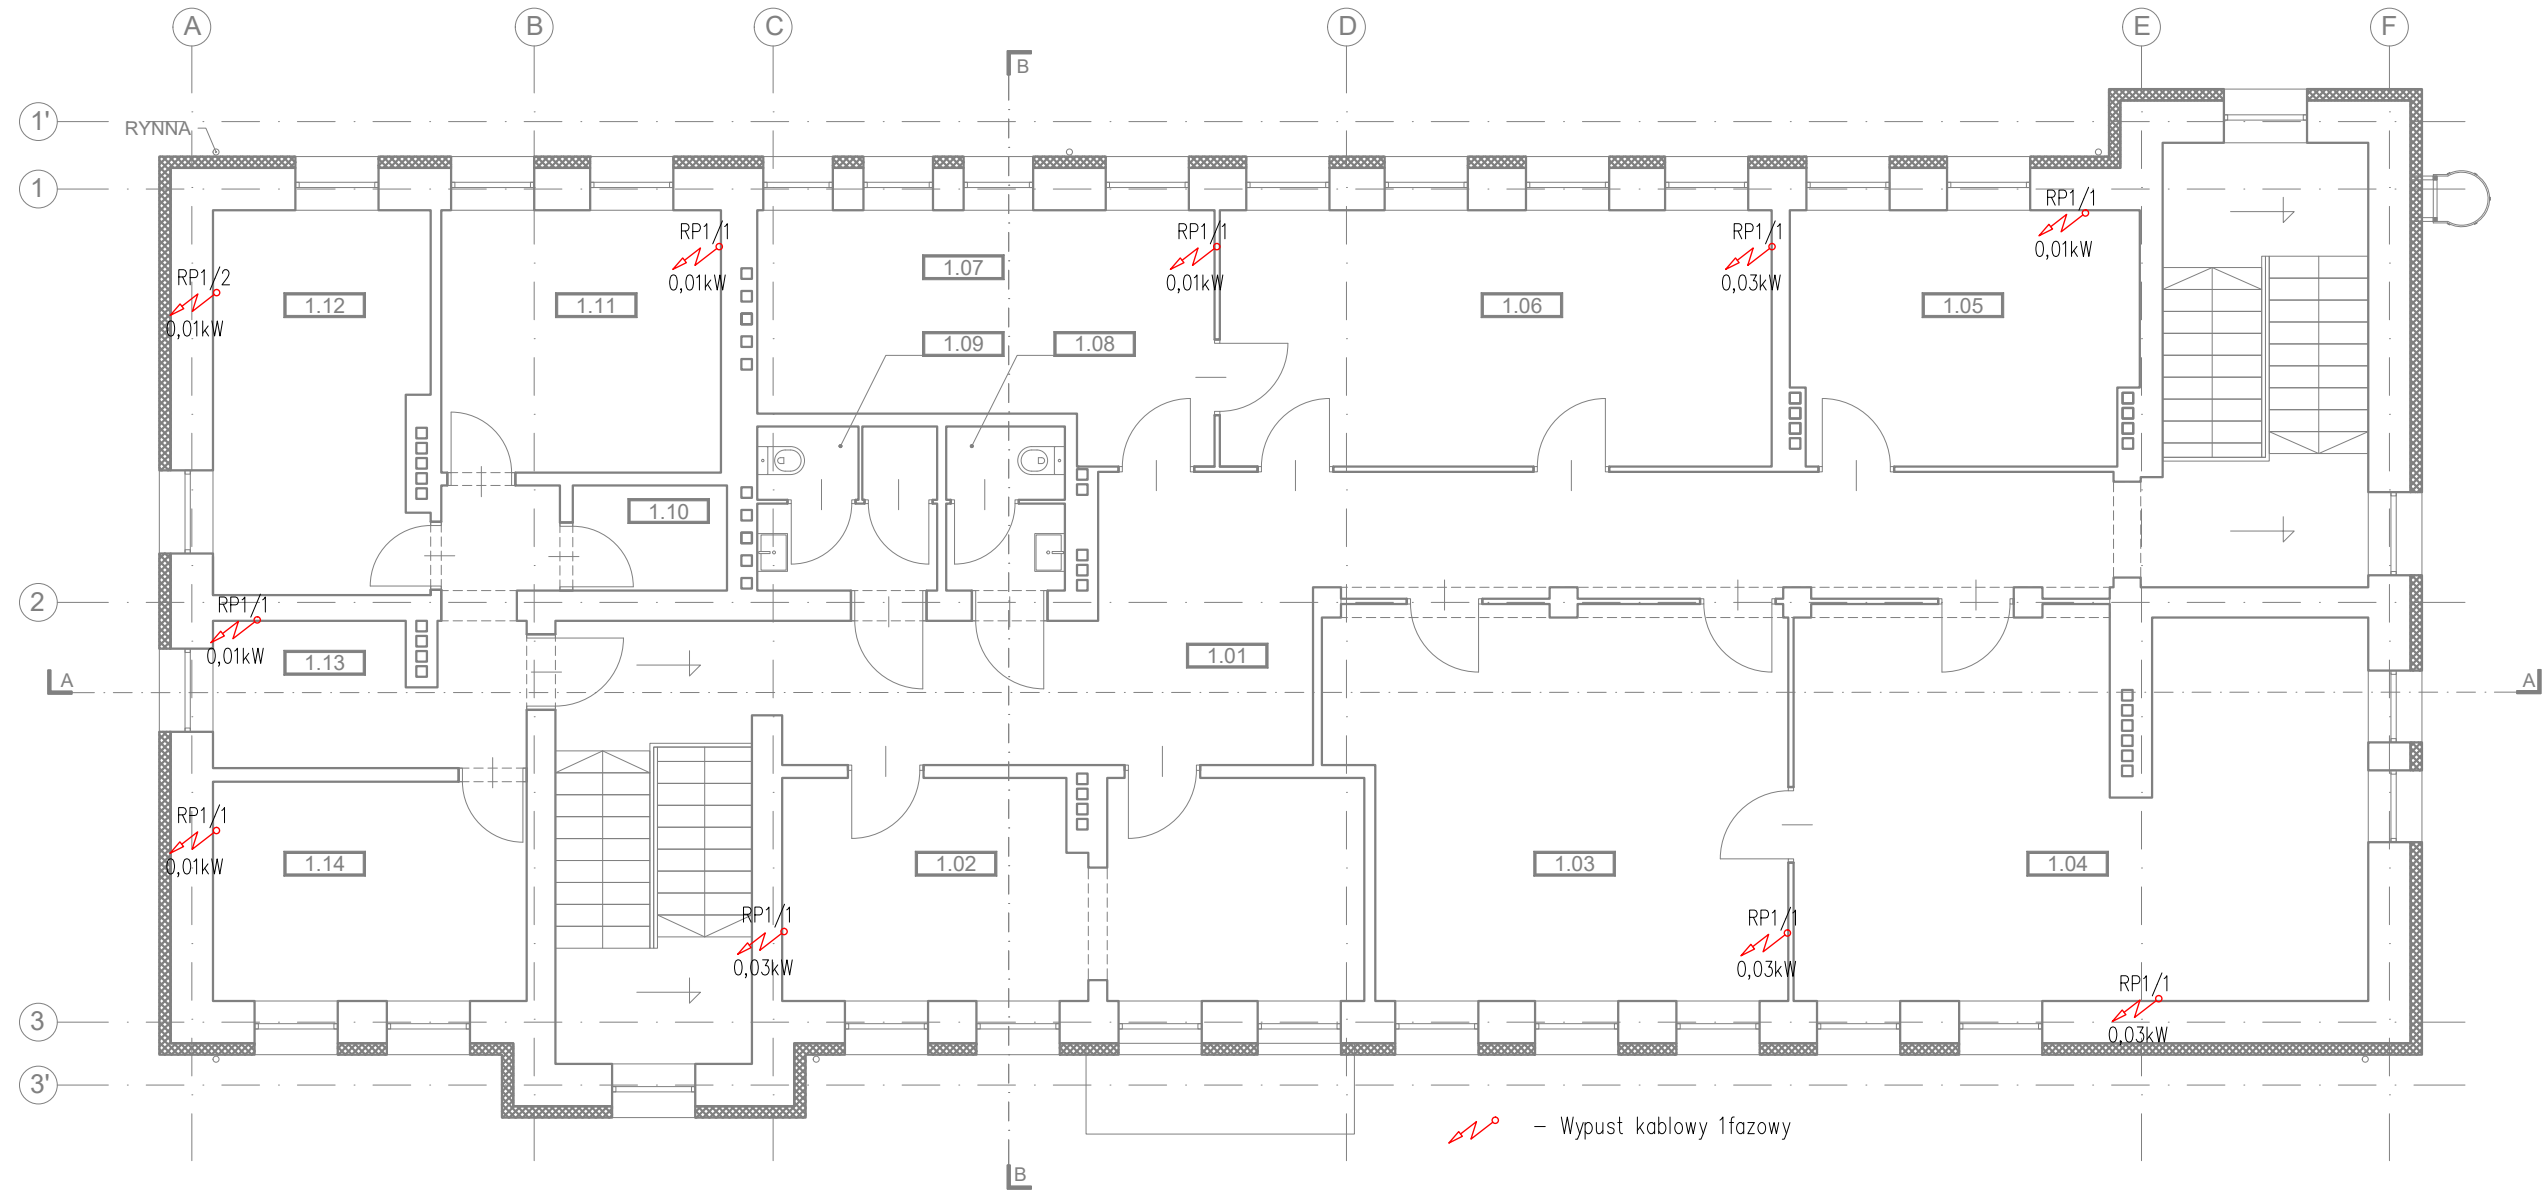 A
B
C
D
E
F
B
1'
RYNNA
1
RP1/1
RP1/1
RP1/1
RP1/1
0,01kW
RP1/2
0,01kW
0,01kW
0,03kW
1.07
1.12
1.11
1.06
1.05
0,01kW
1.09
1.08
1.10
2
RP1/1
0,01kW
1.13
1.01
A
A
RP1/1
0,01kW
1.14
1.02
1.03
1.04
RP1/1
0,03kW
RP1/1
0,03kW
RP1/1
0,03kW
3
3'
– Wypust kablowy 1fazowy
B